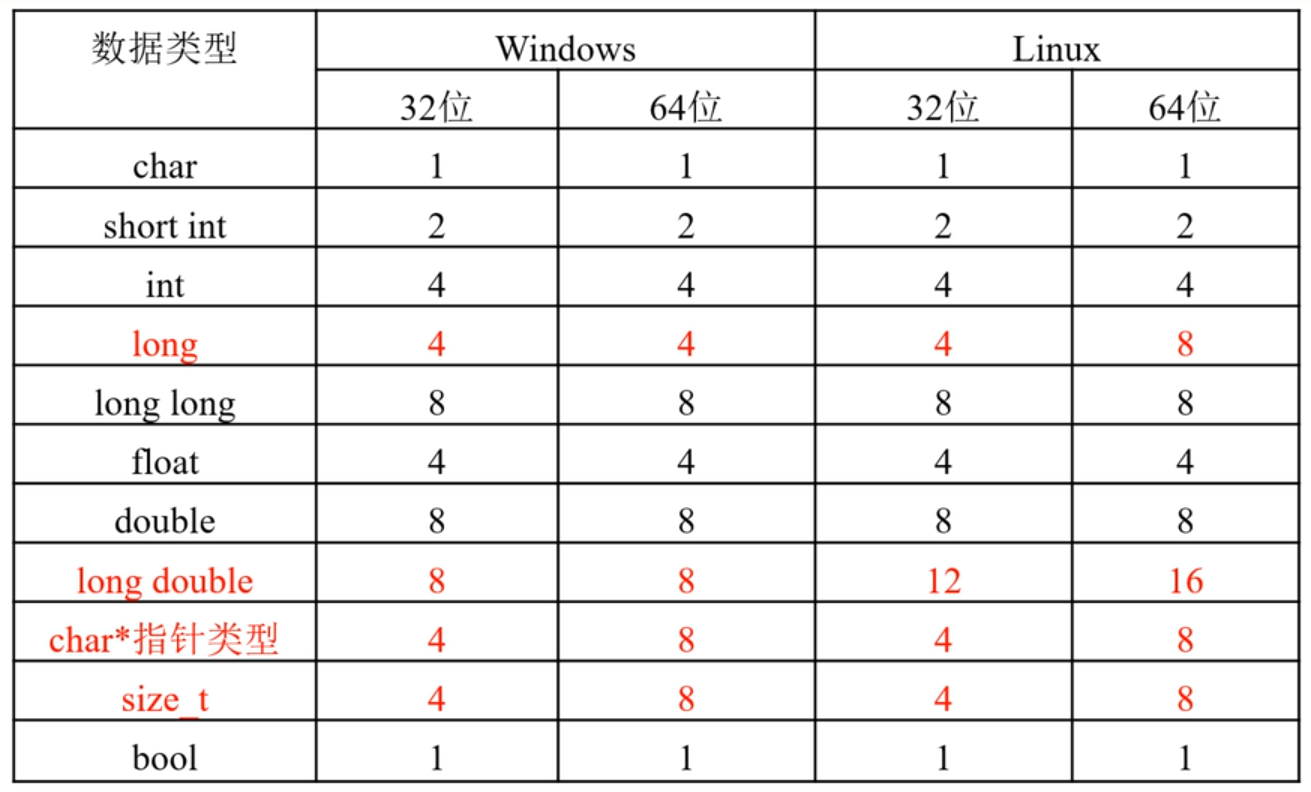 数据类型 Windows Linux
32位 64位 32位 64位
char 1 1 1 1
short int 2 2 2 2
int 4 4 4 4
long 4 4 4 8
long long 8 8 8 8
float 4 4 4 4
double 8 8 8 8
long double 8 8 12 16
char*指针类型 4 8 4 8
size_t 4 8 4 8
bool 1 1 1 1